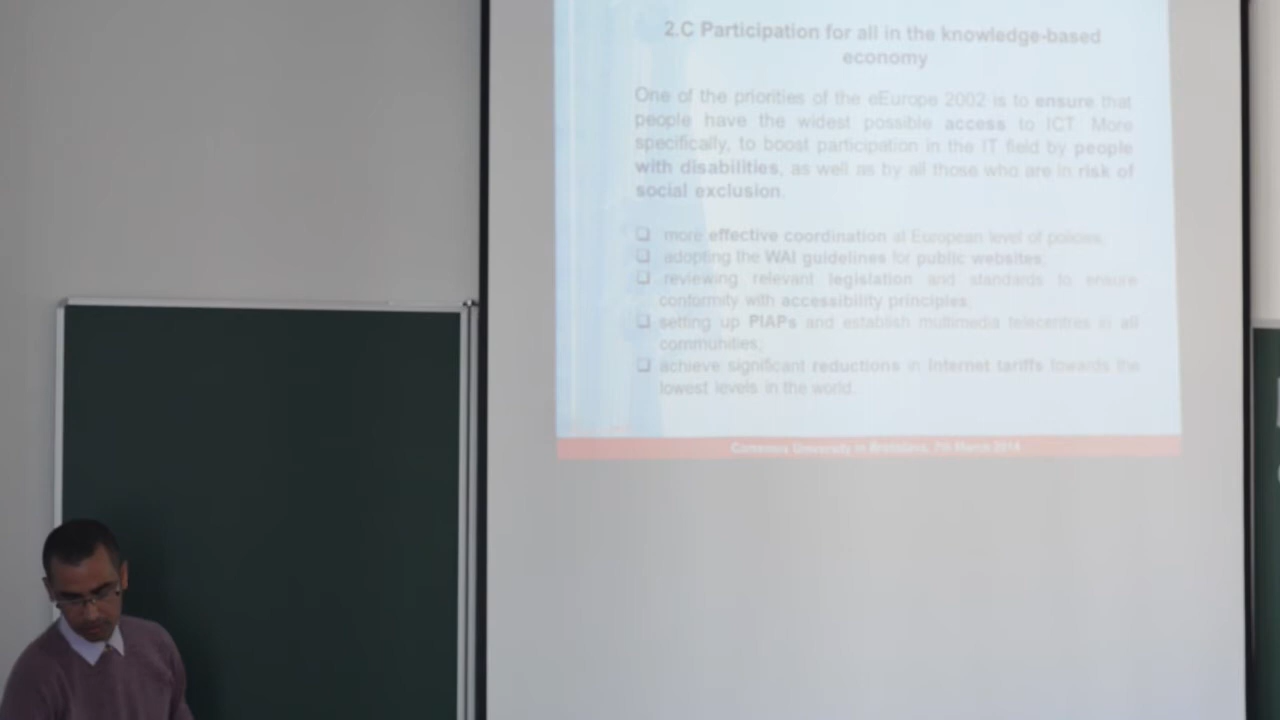 2.C Participation for all in the knowledge-based
economy
One of the priorities of the eEurope 2002 is to ensure that
people have the widest possible access to ICT. More
specifically, to boost participation in the IT field by people
with disabilities, as well as by all those who are in risk of
social exclusion.
❑ more effective coordination at European level of policies;
❑ adopting the WAI guidelines for public websites;
❑ reviewing relevant legislation and standards to ensure
conformity with accessibility principles;
❑ setting up PIAPs and establish multimedia telecentres in all
communities;
❑ achieve significant reductions in Internet tariffs towards the
lowest levels in the world.
Comenius University in Bratislava, 7th March 2014